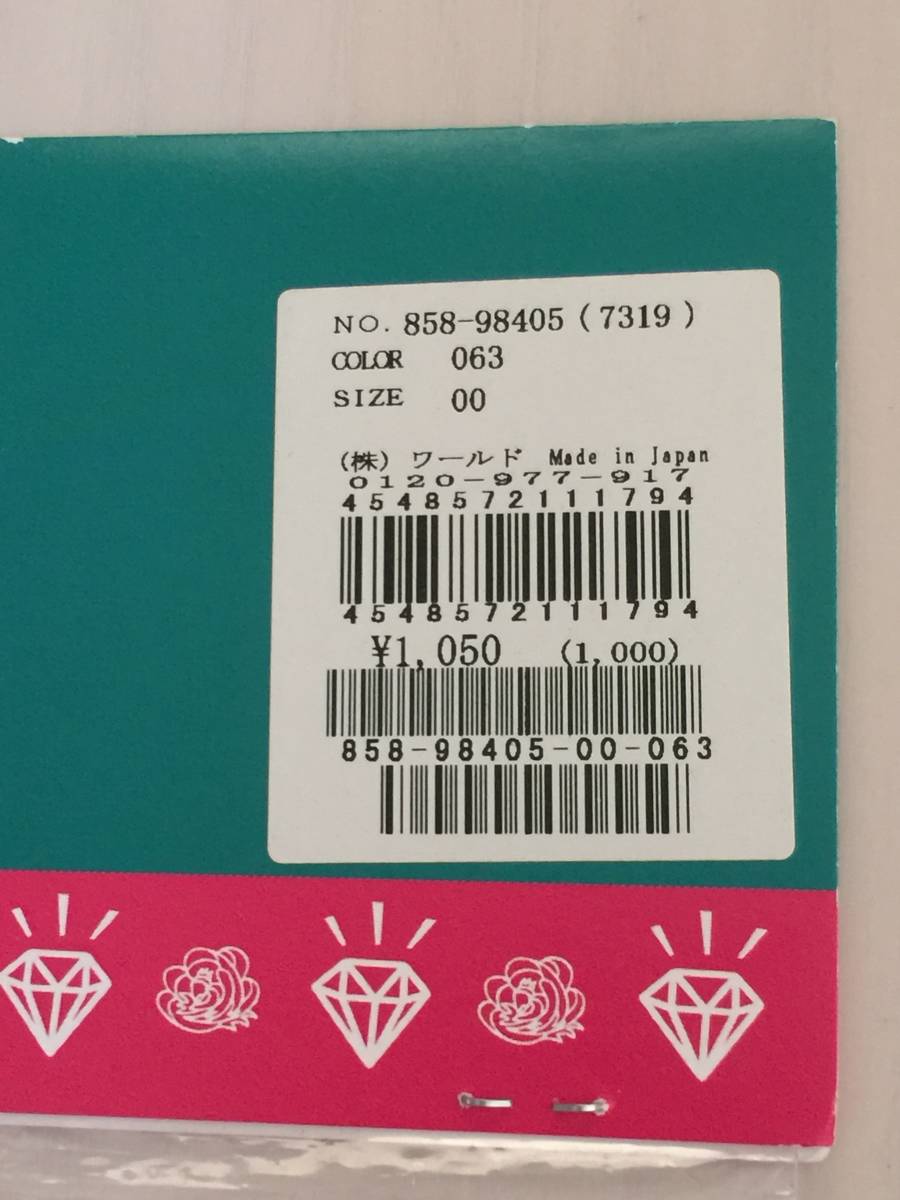 NO. 858-98405 (7319)
COLOR 063
SIZE 00
(株) ワールド Made in Japan
0120-977-917
4548572111794
4548572111794
¥1,050 (1,000)
858-98405-00-063